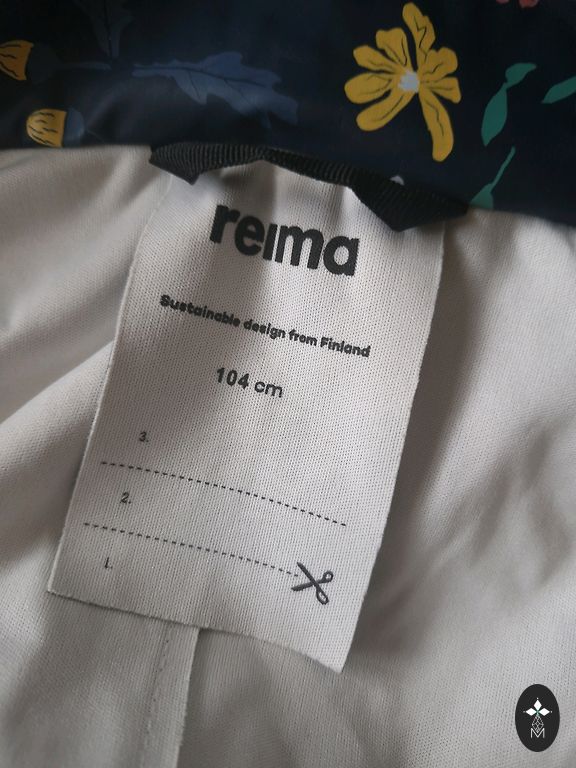 reima
Sustainable design from Finland
104 cm
3.
2.
1.
M